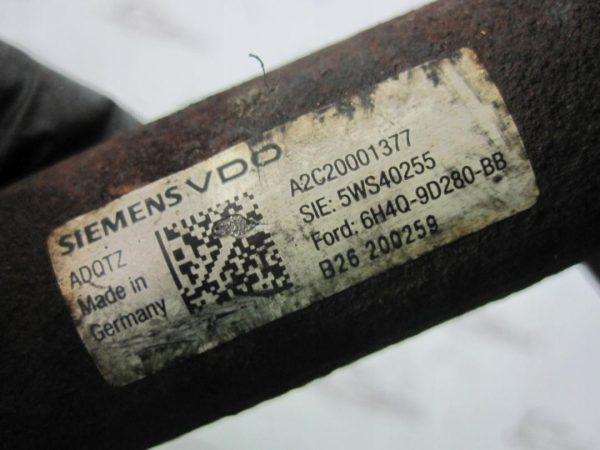 SIEMENS VDO
ADQTZ
Made in
Germany
A2C20001377
SIE: 5WS40255
Ford: 6H4Q-9D280-BB
B26 200259